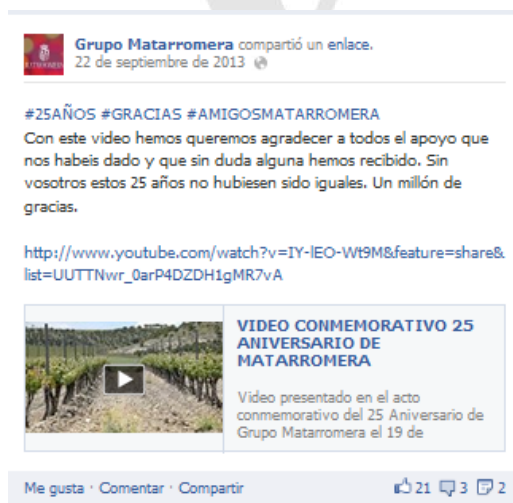 Grupo Matarromera compartió un enlace.
22 de septiembre de 2013
#25AÑOS #GRACIAS #AMIGOSMATARROMERA
Con este video hemos queremos agradecer a todos el apoyo que
nos habeis dado y que sin duda alguna hemos recibido. Sin
vosotros estos 25 años no hubiesen sido iguales. Un millón de
gracias.
http://www.youtube.com/watch?v=IY-lEO-Wt9M&feature=share&
list=UUTTNwr_0arP4DZDH1gMR7vA
VIDEO CONMEMORATIVO 25
ANIVERSARIO DE
MATARROMERA
Video presentado en el acto
conmemorativo del 25 Aniversario de
Grupo Matarromera el 19 de
Me gusta · Comentar · Compartir 21 3 2